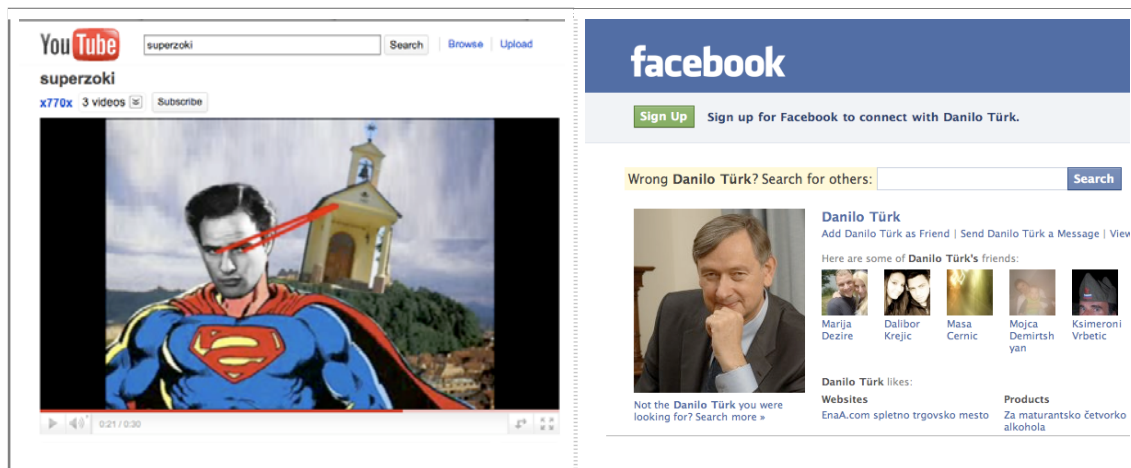 You Tube
superzoki
Search
Browse
Upload
superzoki
x770x
3 videos
Subscribe
0:21 / 0:30
facebook
Sign Up
Sign up for Facebook to connect with Danilo Türk.
Wrong Danilo Türk? Search for others:
Search
Danilo Türk
Add Danilo Türk as Friend | Send Danilo Türk a Message | View
Here are some of Danilo Türk's friends:
Marija
Dezire
Dalibor
Krejic
Masa
Cernic
Mojca
Demirtsh
yan
Ksimeroni
Vrbetic
Not the Danilo Türk you were
looking for? Search more »
Danilo Türk likes:
Websites
EnaA.com spletno trgovsko mesto
Products
Za maturantsko četvorko
alkohola